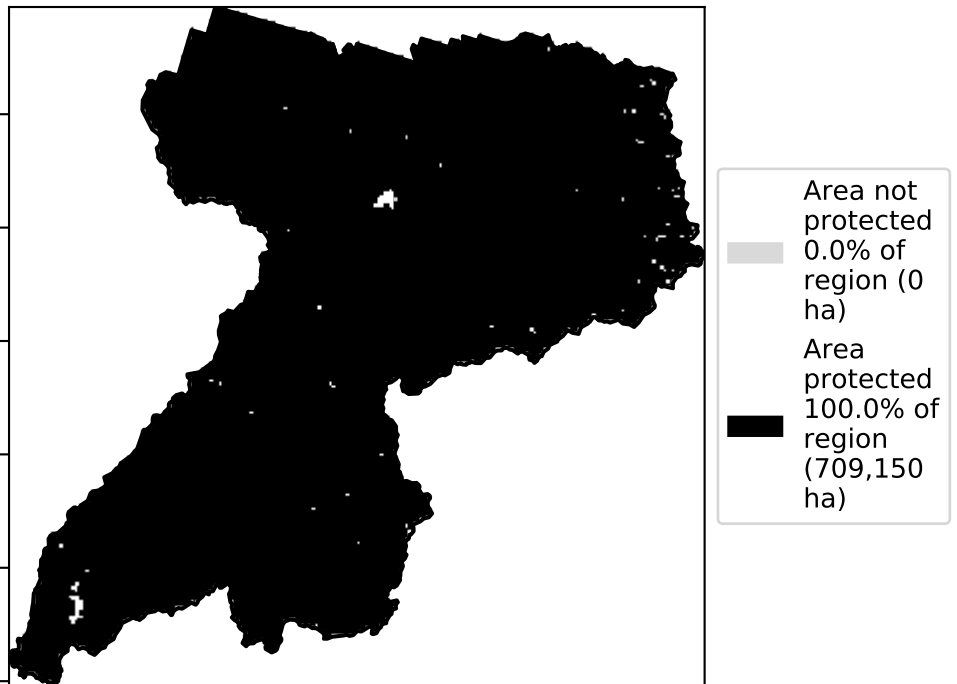 Area not
protected
0.0% of
region (0
ha)
Area
protected
100.0% of
region
(709,150
ha)